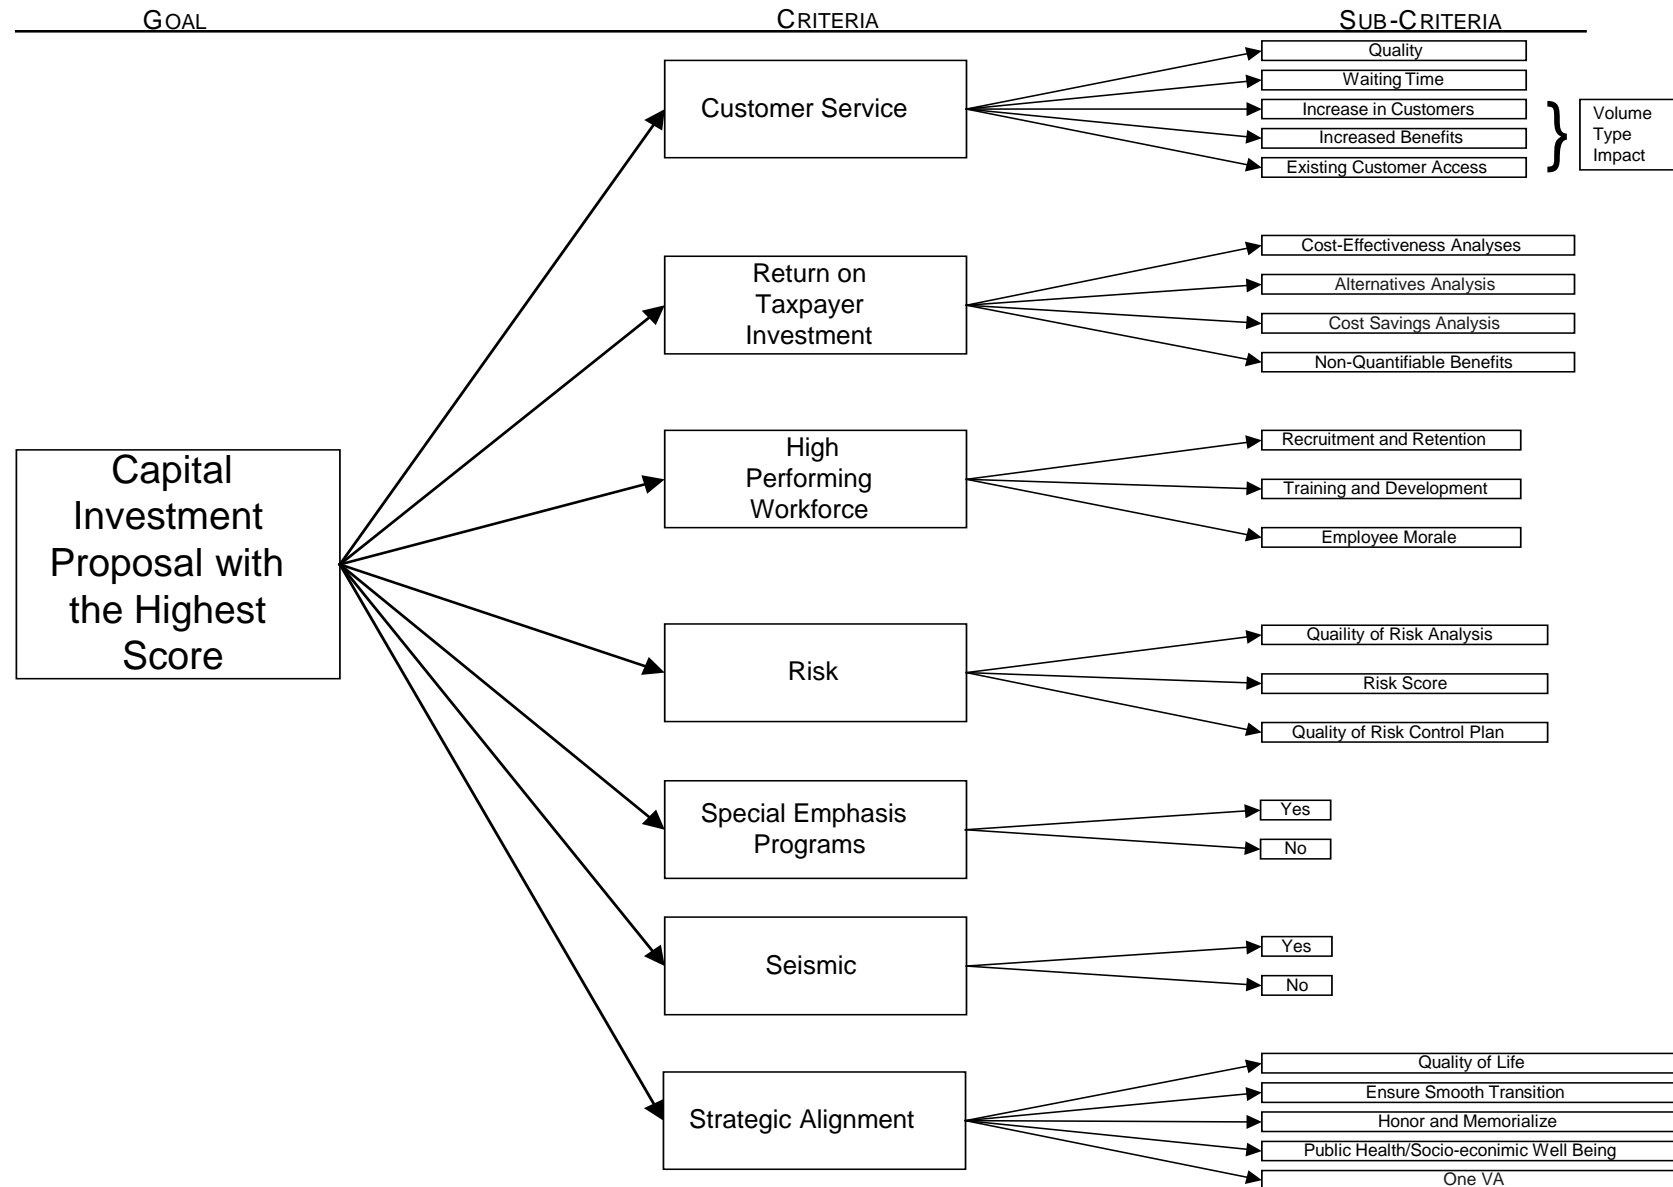 GOAL
CRITERIA
SUB-CRITERIA
Capital
Investment
Proposal with
the Highest
Score
Customer Service
Quality
Waiting Time
Increase in Customers
Increased Benefits
Existing Customer Access
}
Volume
Type
Impact
Return on
Taxpayer
Investment
Cost-Effectiveness Analyses
Alternatives Analysis
Cost Savings Analysis
Non-Quantifiable Benefits
High
Performing
Workforce
Recruitment and Retention
Training and Development
Employee Morale
Risk
Quaility of Risk Analysis
Risk Score
Quality of Risk Control Plan
Special Emphasis
Programs
Yes
No
Seismic
Yes
No
Strategic Alignment
Quality of Life
Ensure Smooth Transition
Honor and Memorialize
Public Health/Socio-econimic Well Being
One VA